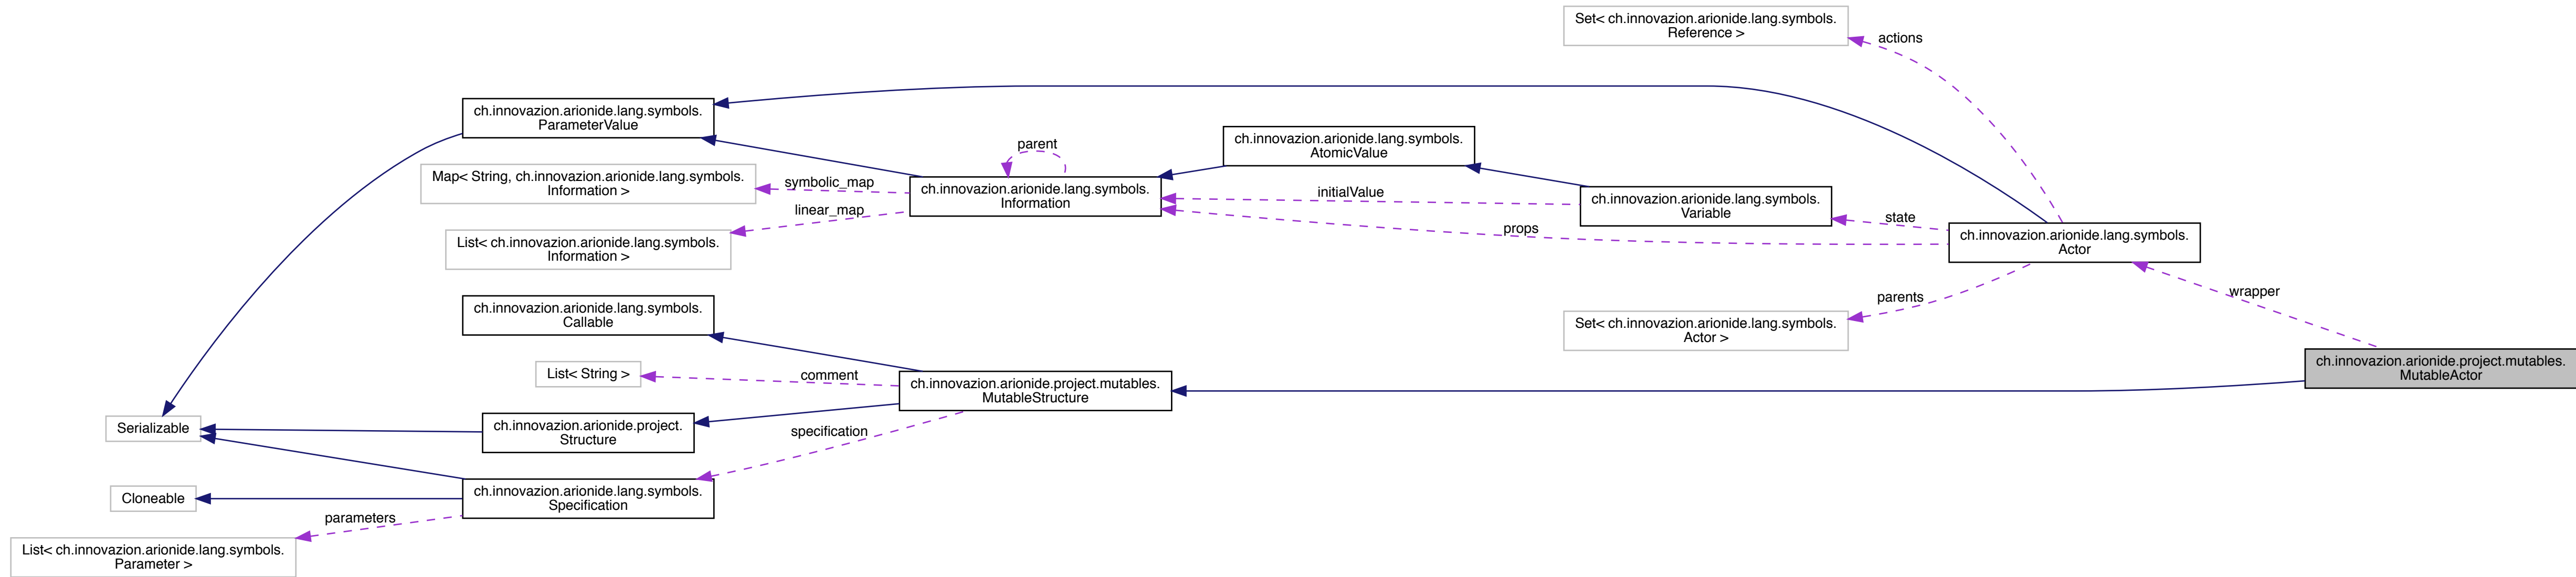 Set< ch.innovazion.arionide.lang.symbols.
Reference >
actions
ch.innovazion.arionide.lang.symbols.
ParameterValue
ch.innovazion.arionide.lang.symbols.
AtomicValue
parent
Map< String, ch.innovazion.arionide.lang.symbols.
Information >
symbolic_map
ch.innovazion.arionide.lang.symbols.
Information
initialValue
ch.innovazion.arionide.lang.symbols.
Variable
linear_map
state
props
List< ch.innovazion.arionide.lang.symbols.
Information >
ch.innovazion.arionide.lang.symbols.
Actor
wrapper
parents
ch.innovazion.arionide.lang.symbols.
Callable
Set< ch.innovazion.arionide.lang.symbols.
Actor >
List< String >
comment
ch.innovazion.arionide.project.mutables.
MutableStructure
ch.innovazion.arionide.project.mutables.
MutableActor
Serializable
ch.innovazion.arionide.project.
Structure
specification
Cloneable
ch.innovazion.arionide.lang.symbols.
Specification
parameters
List< ch.innovazion.arionide.lang.symbols.
Parameter >